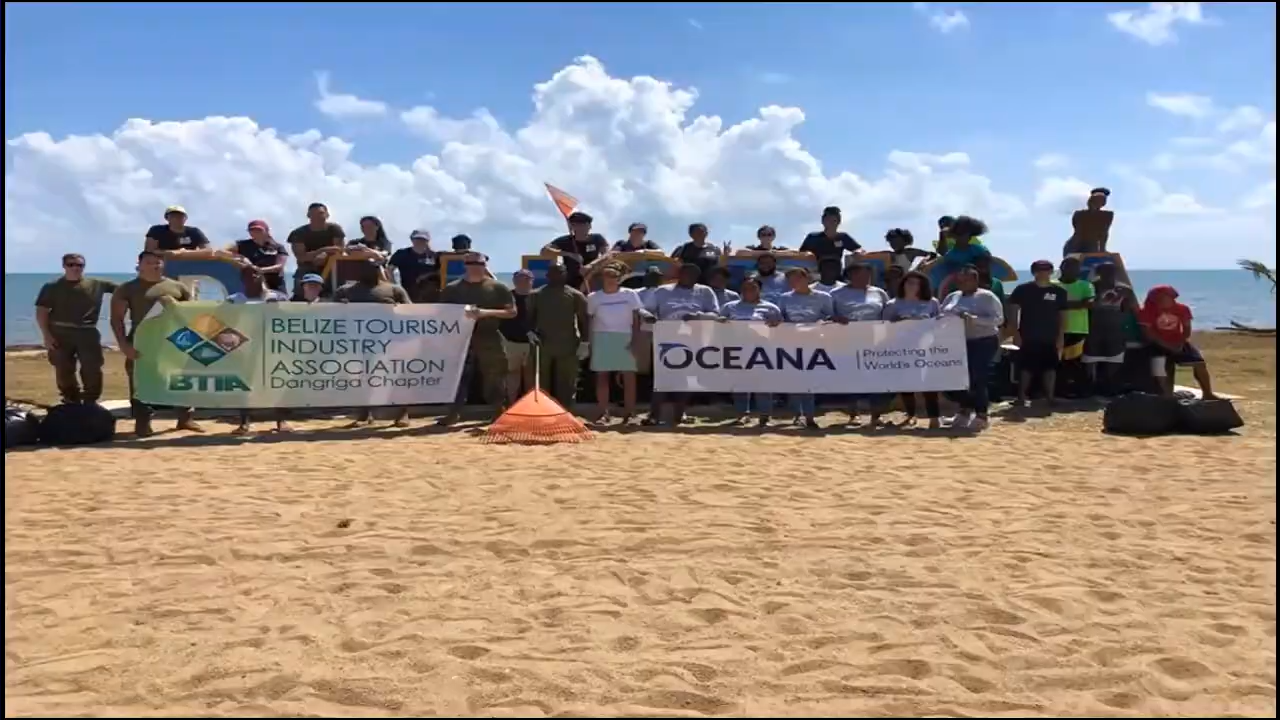 BELIZE TOURISM
INDUSTRY
ASSOCIATION
Dangriga Chapter
BTIA
OCEANA
Protecting the
World's Oceans